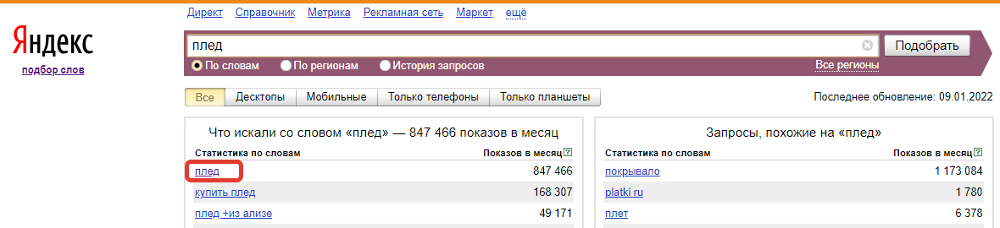 Директ Справочник Метрика Рекламная сеть Маркет ещё
Яндекс
подбор слов
плед
Подобрать
По словам По регионам История запросов Все регионы
Все Десктопы Мобильные Только телефоны Только планшеты
Последнее обновление: 09.01.2022
Что искали со словом «плед» — 847 466 показов в месяц
Статистика по словам Показов в месяц ?
плед 847 466
купить плед 168 307
плед +из ализе 49 171
Запросы, похожие на «плед»
Статистика по словам Показов в месяц ?
покрывало 1 173 084
platki ru 1 780
плет 6 378